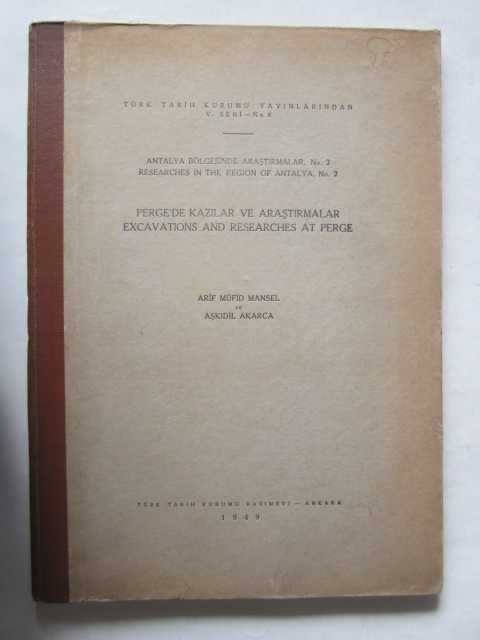 TÜRK TARİH KURUMU YAYINLARINDAN
V. SERİ — No. 8
ANTALYA BÖLGESİNDE ARAŞTIRMALAR, No. 2
RESEARCHES IN THE REGION OF ANTALYA, No. 2
PERGE'DE KAZILAR VE ARAŞTIRMALAR
EXCAVATIONS AND RESEARCHES AT PERGE
ARİF MÜFİD MANSEL
ve
AŞKIDİL AKARCA
TÜRK TARİH KURUMU BASIMEVİ — ANKARA
1949